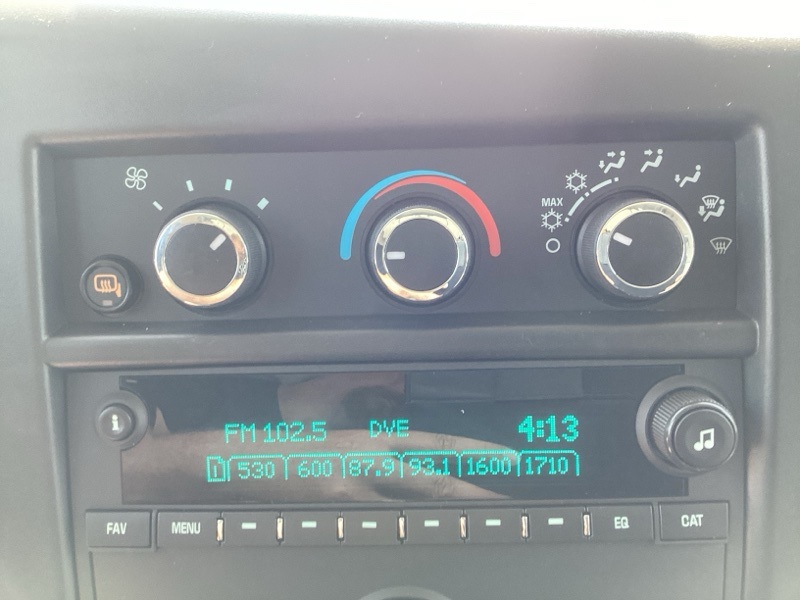 MAX
i
FM 102.5 DVE 4:13
1 530 600 87.9 93.1 1600 1710
FAV MENU EQ CAT